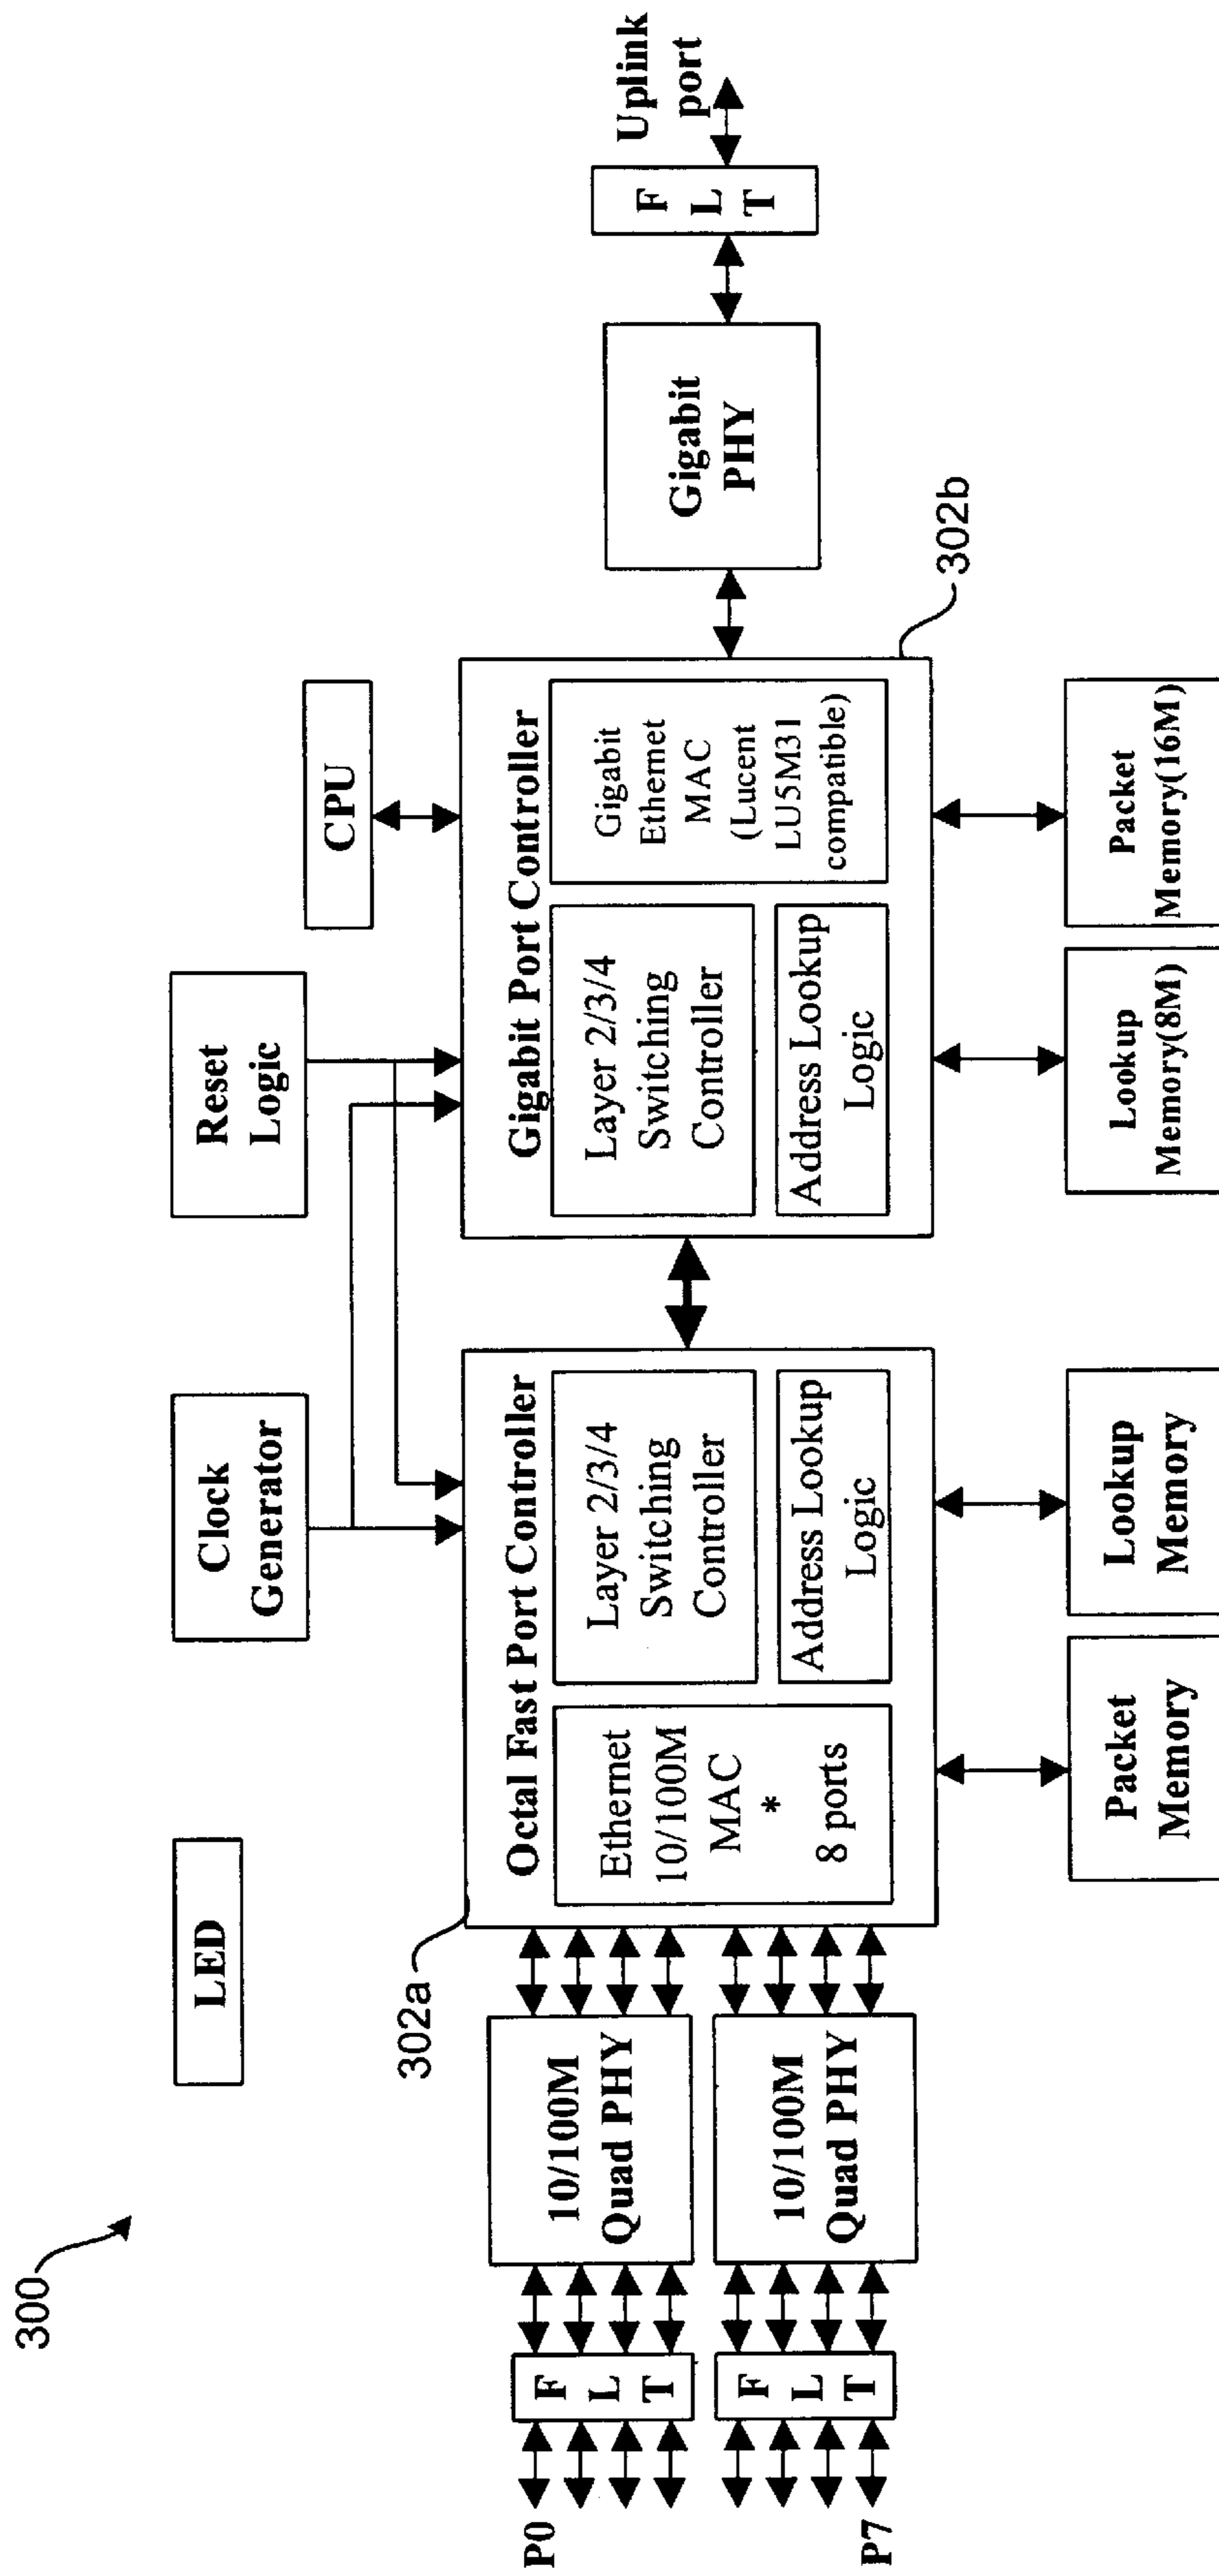 300
LED
Clock
Generator
Reset
Logic
CPU
302a
Octal Fast Port Controller
Ethernet
10/100M
MAC
*
8 ports
Layer 2/3/4
Switching
Controller
Address Lookup
Logic
Gigabit Port Controller
Layer 2/3/4
Switching
Controller
Address Lookup
Logic
Gigabit
Ethernet
MAC
(Lucent
LU5M31
compatible)
302b
P0
F
L
T
10/100M
Quad PHY
P7
F
L
T
10/100M
Quad PHY
Gigabit
PHY
F
L
T
Uplink
port
Packet
Memory
Lookup
Memory
Lookup
Memory(8M)
Packet
Memory(16M)